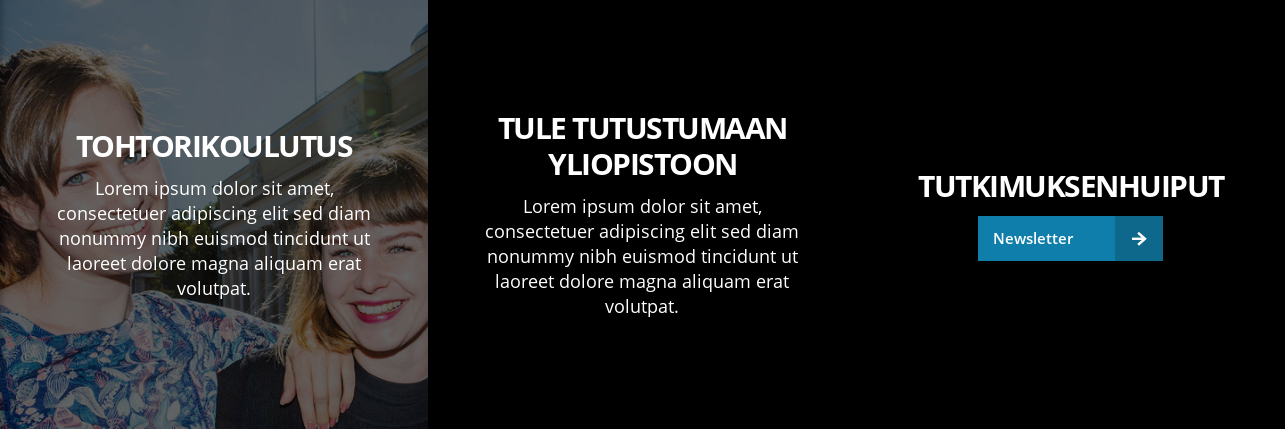 TOHTORIKOULUTUS
Lorem ipsum dolor sit amet,
consectetuer adipiscing elit sed diam
nonummy nibh euismod tincidunt ut
laoreet dolore magna aliquam erat
volutpat.
TULE TUTUSTUMAAN
YLIOPISTOON
Lorem ipsum dolor sit amet,
consectetuer adipiscing elit sed diam
nonummy nibh euismod tincidunt ut
laoreet dolore magna aliquam erat
volutpat.
TUTKIMUKSENHUIPUT
Newsletter